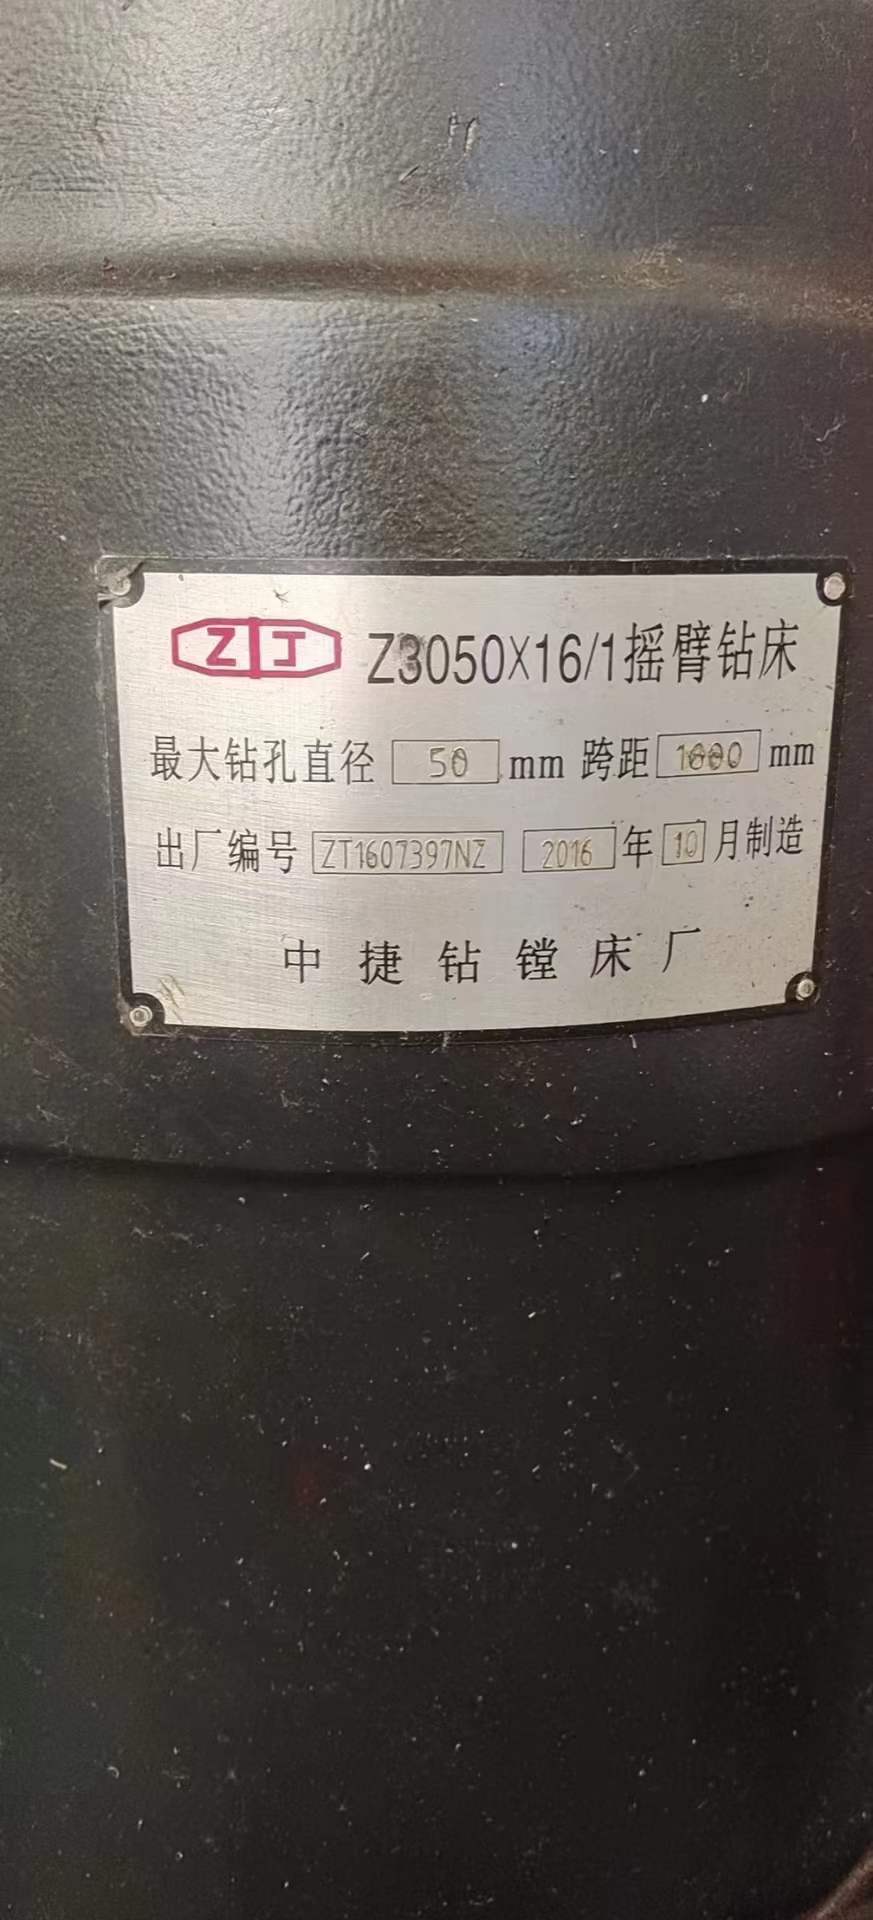 ZJ Z3050X16/1摇臂钻床
最大钻孔直径 50 mm 跨距 1000 mm
出厂编号 ZT1607397NZ 2016 年 10 月制造
中捷钻镗床厂